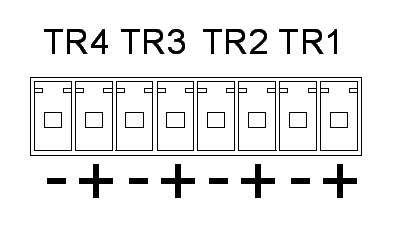 TR4 TR3 TR2 TR1
- + - + - + - +